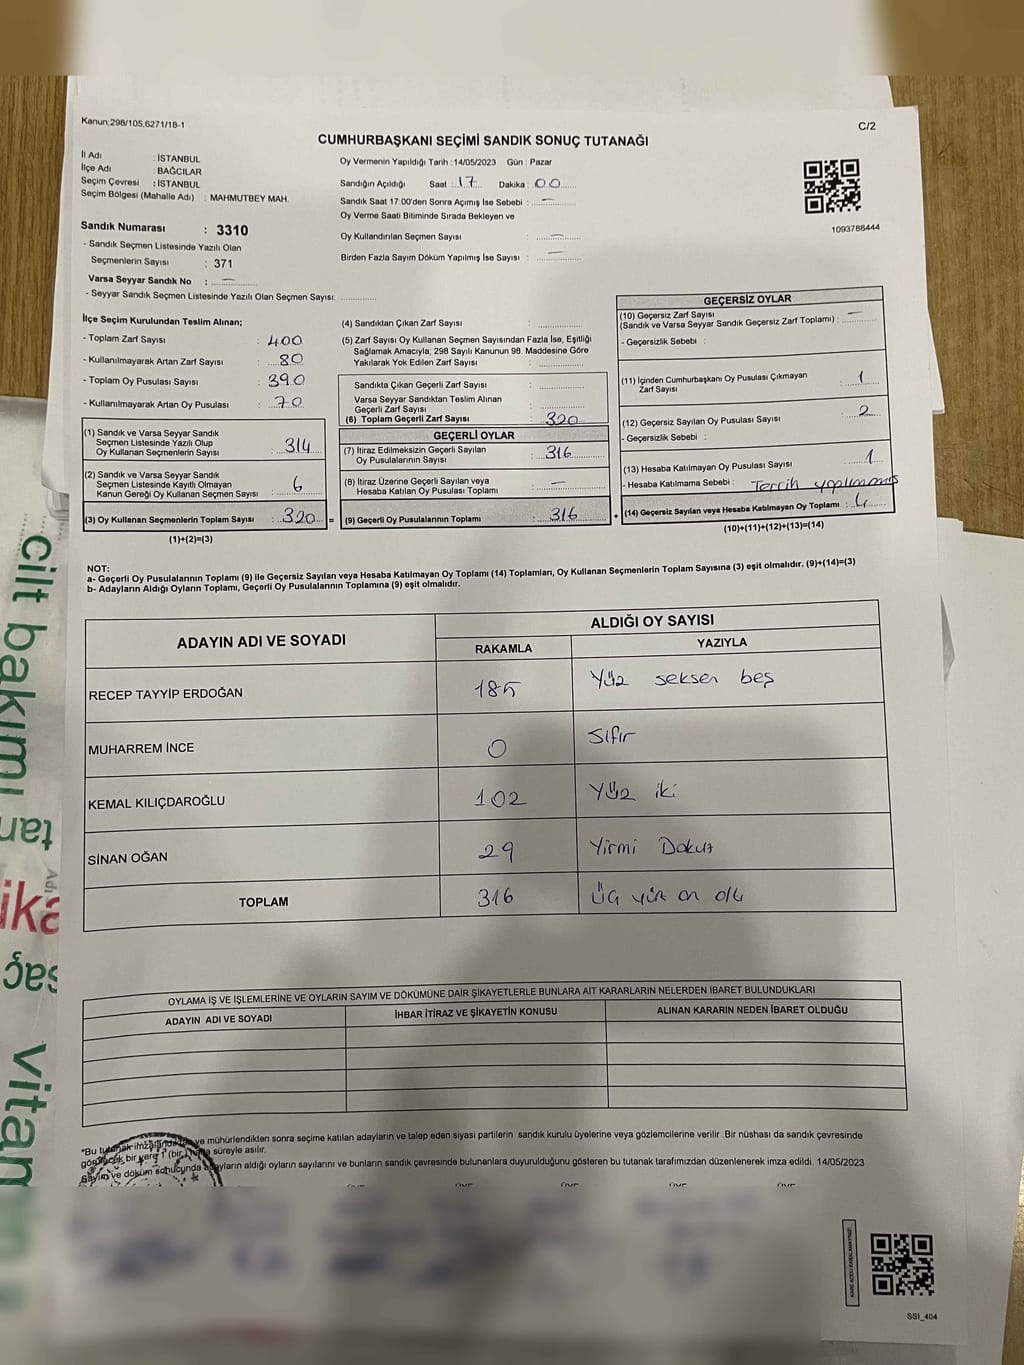 Kanun;298/105,6271/18-1
C/2
CUMHURBAŞKANI SEÇİMİ SANDIK SONUÇ TUTANAĞI
İl Adı : İSTANBUL
İlçe Adı : BAĞCILAR
Seçim Çevresi : İSTANBUL
Seçim Bölgesi (Mahalle Adı) : MAHMUTBEY MAH.
Oy Vermenin Yapıldığı Tarih : 14/05/2023 Gün : Pazar
Sandığın Açıldığı Saat : 17 Dakika : 00
Sandık Saat 17:00'den Sonra Açımış İse Sebebi : —
Oy Verme Saati Bitiminde Sırada Bekleyen ve
Oy Kullandırılan Seçmen Sayısı : —
Birden Fazla Sayım Döküm Yapılmış İse Sayısı : —
1093786444
Sandık Numarası : 3310
- Sandık Seçmen Listesinde Yazılı Olan
Seçmenlerin Sayısı : 371
Varsa Seyyar Sandık No : —
- Seyyar Sandık Seçmen Listesinde Yazılı Olan Seçmen Sayısı:
İlçe Seçim Kurulundan Teslim Alınan;
- Toplam Zarf Sayısı : 400
- Kullanılmayarak Artan Zarf Sayısı : 80
- Toplam Oy Pusulası Sayısı : 390
- Kullanılmayarak Artan Oy Pusulası : 70
(1) Sandık ve Varsa Seyyar Sandık
Seçmen Listesinde Yazılı Olup
Oy Kullanan Seçmenlerin Sayısı : 314
(2) Sandık ve Varsa Seyyar Sandık
Seçmen Listesinde Kayıtlı Olmayan
Kanun Gereği Oy Kullanan Seçmen Sayısı : 6
(3) Oy Kullanan Seçmenlerin Toplam Sayısı : 320 =
(1)+(2)=(3)
(4) Sandıktan Çıkan Zarf Sayısı :
(5) Zarf Sayısı Oy Kullanan Seçmen Sayısından Fazla İse, Eşitliği
Sağlamak Amacıyla; 298 Sayılı Kanunun 98. Maddesine Göre
Yakılarak Yok Edilen Zarf Sayısı :
Sandıkta Çıkan Geçerli Zarf Sayısı :
Varsa Seyyar Sandıktan Teslim Alınan
Geçerli Zarf Sayısı :
(6) Toplam Geçerli Zarf Sayısı : 320
GEÇERLİ OYLAR
(7) İtiraz Edilmeksizin Geçerli Sayılan
Oy Pusulalarının Sayısı : 316
(8) İtiraz Üzerine Geçerli Sayılan veya
Hesaba Katılan Oy Pusulası Toplamı : —
(9) Geçerli Oy Pusulalarının Toplamı : 316 +
GEÇERSİZ OYLAR
(10) Geçersiz Zarf Sayısı
(Sandık ve Varsa Seyyar Sandık Geçersiz Zarf Toplamı) : —
- Geçersizlik Sebebi :
(11) İçinden Cumhurbaşkanı Oy Pusulası Çıkmayan
Zarf Sayısı : 1
(12) Geçersiz Sayılan Oy Pusulası Sayısı : 2
- Geçersizlik Sebebi :
(13) Hesaba Katılmayan Oy Pusulası Sayısı : 1
- Hesaba Katılmama Sebebi : Tercih yapılmamış
(14) Geçersiz Sayılan veya Hesaba Katılmayan Oy Toplamı : 4
(10)+(11)+(12)+(13)=(14)
NOT:
a- Geçerli Oy Pusulalarının Toplamı (9) ile Geçersiz Sayılan veya Hesaba Katılmayan Oy Toplamı (14) Toplamları, Oy Kullanan Seçmenlerin Toplam Sayısına (3) eşit olmalıdır. (9)+(14)=(3)
b- Adayların Aldığı Oyların Toplamı, Geçerli Oy Pusulalarının Toplamına (9) eşit olmalıdır.
ADAYIN ADI VE SOYADI
ALDIĞI OY SAYISI
RAKAMLA YAZIYLA
RECEP TAYYİP ERDOĞAN 185 Yüz seksen beş
MUHARREM İNCE 0 Sıfır
KEMAL KILIÇDAROĞLU 102 Yüz iki
SİNAN OĞAN 29 Yirmi Dokuz
TOPLAM 316 Üç yüz on altı
OYLAMA İŞ VE İŞLEMLERİNE VE OYLARIN SAYIM VE DÖKÜMÜNE DAİR ŞİKAYETLERLE BUNLARA AİT KARARLARIN NELERDEN İBARET BULUNDUKLARI
ADAYIN ADI VE SOYADI İHBAR İTİRAZ VE ŞİKAYETİN KONUSU ALINAN KARARIN NEDEN İBARET OLDUĞU
*Bu tutanak imzalandıktan ve mühürlendikten sonra seçime katılan adayların ve talep eden siyasi partilerin sandık kurulu üyelerine veya gözlemcilerine verilir. Bir nüshası da sandık çevresinde
görülecek bir yere 1 (bir) hafta süreyle asılır.
Sayım ve döküm sonucunda adayların aldığı oyların sayılarını ve bunların sandık çevresinde bulunanlara duyurulduğunu gösteren bu tutanak tarafımızdan düzenlenerek imza edildi. 14/05/2023
ÜYE ÜYE ÜYE ÜYE ÜYE
SSI_404
cilt bakımı
saç
vitam